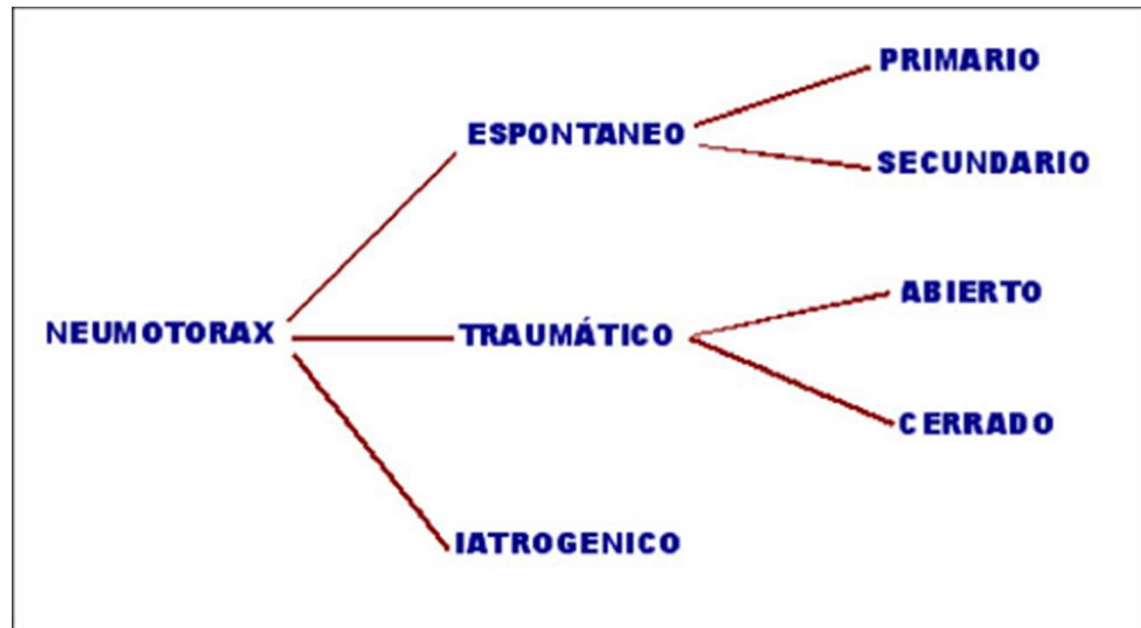 PRIMARIO
ESPONTANEO
SECUNDARIO
ABIERTO
NEUMOTORAX
TRAUMÁTICO
CERRADO
IATROGENICO